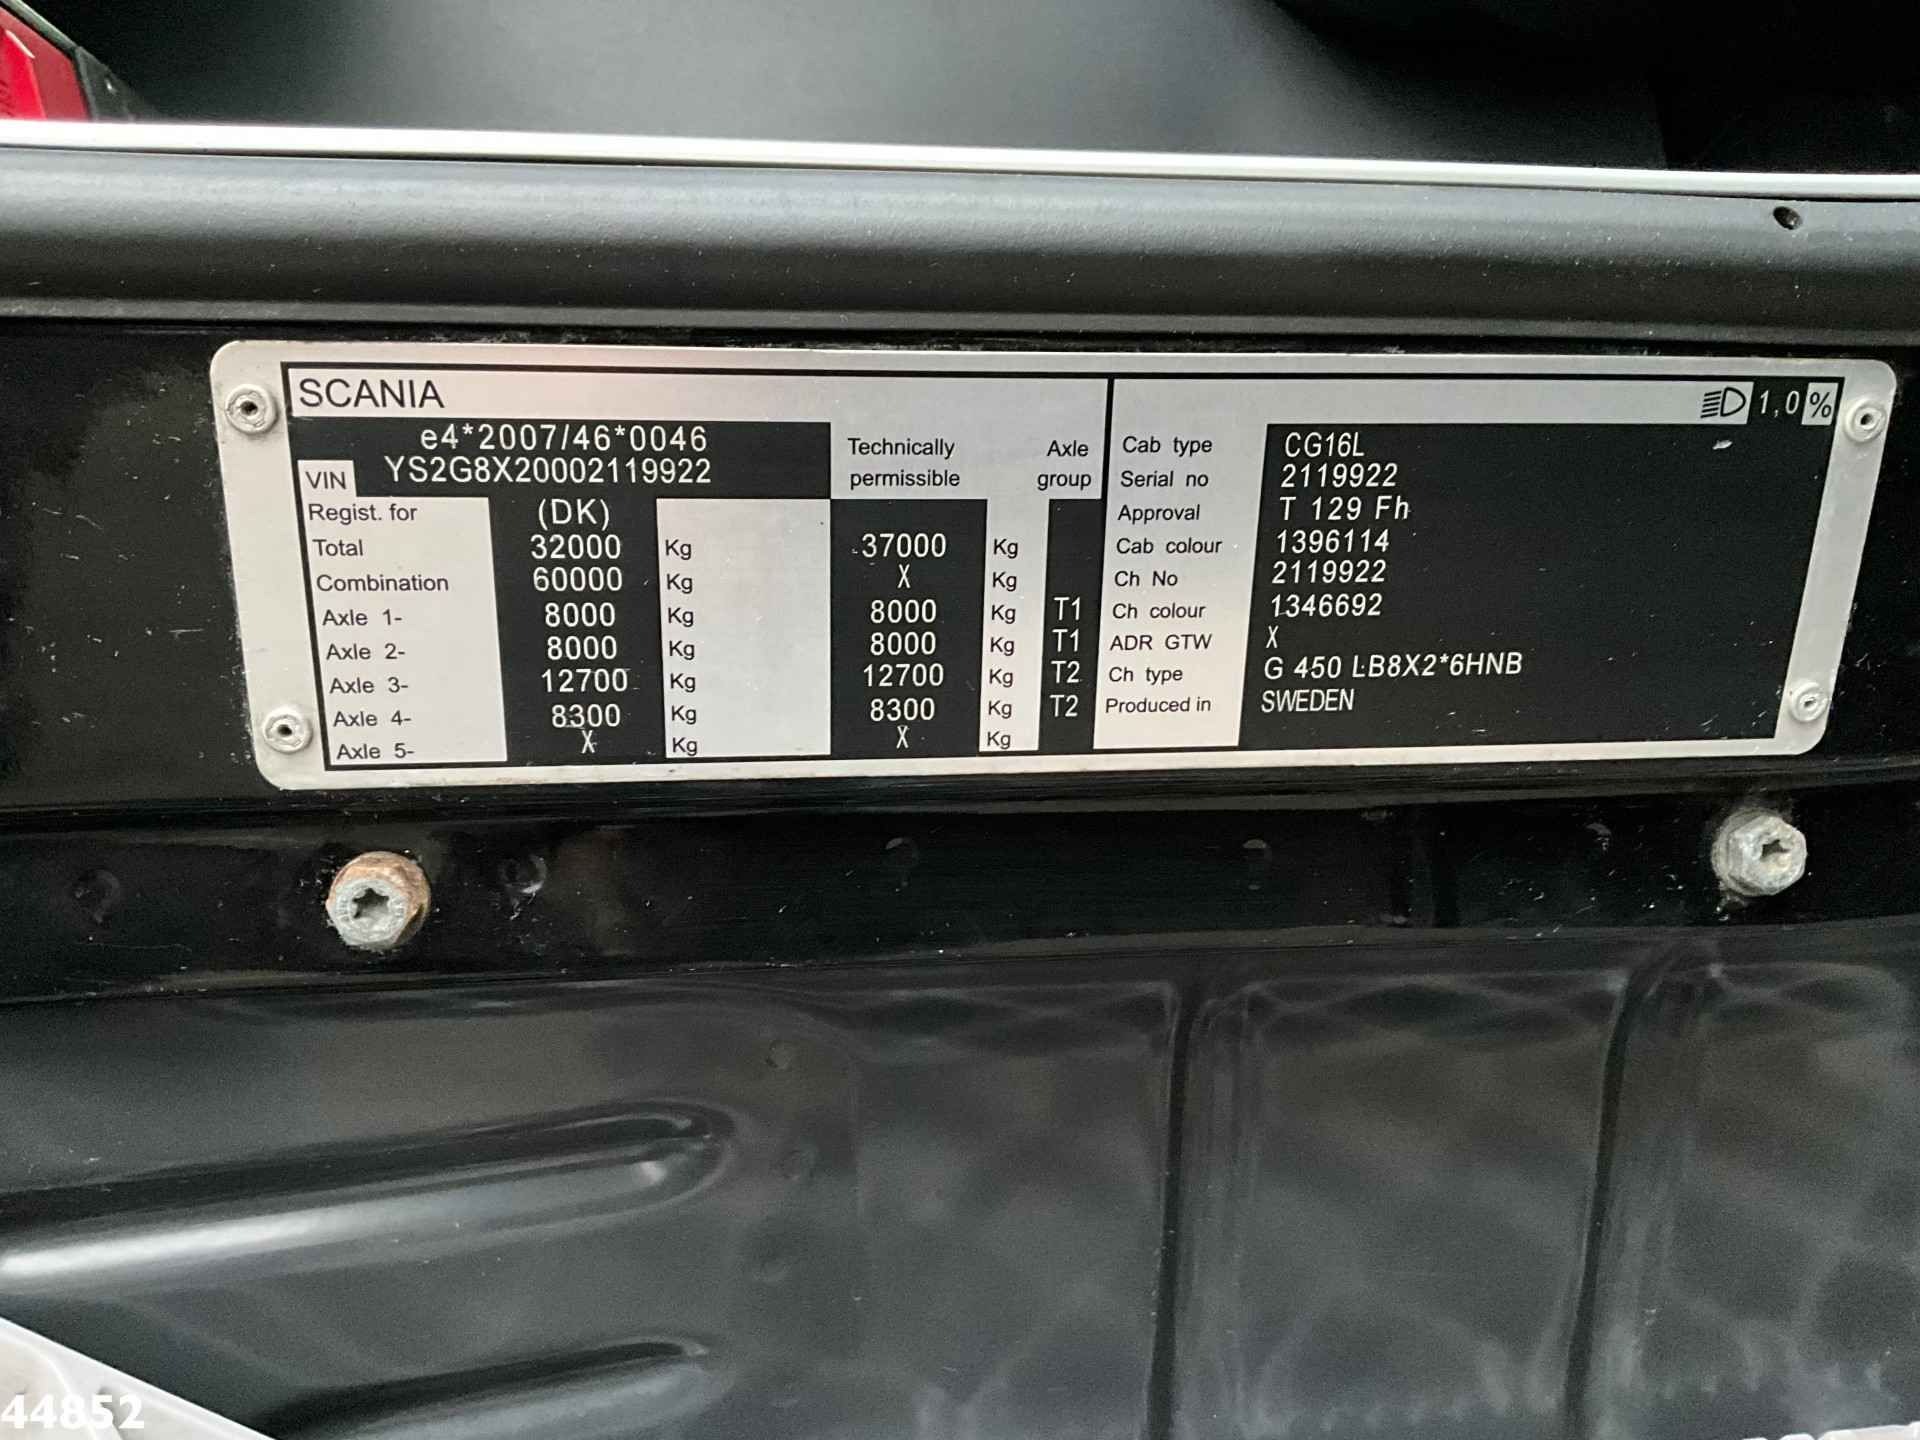 SCANIA
1,0 %
e4*2007/46*0046
VIN YS2G8X20002119922
Technically permissible
Axle group
Regist. for (DK)
Total 32000 Kg 37000 Kg
Combination 60000 Kg X Kg
Axle 1- 8000 Kg 8000 Kg T1
Axle 2- 8000 Kg 8000 Kg T1
Axle 3- 12700 Kg 12700 Kg T2
Axle 4- 8300 Kg 8300 Kg T2
Axle 5- X Kg X Kg
Cab type CG16L
Serial no 2119922
Approval T 129 Fh
Cab colour 1396114
Ch No 2119922
Ch colour 1346692
ADR GTW X
Ch type G 450 LB8X2*6HNB
Produced in SWEDEN
44852